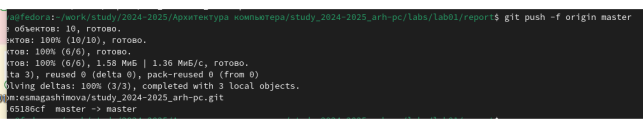 va@fedora:~/work/study/2024-2025/Архитектура компьютера/study_2024-2025_arh-pc/labs/lab01/report$ git push -f origin master
е объектов: 10, готово.
ектов: 100% (10/10), готово.
ктов: 100% (6/6), готово.
ктов: 100% (6/6), 1.58 МиБ | 1.36 МиБ/с, готово.
lta 3), reused 0 (delta 0), pack-reused 0 (from 0)
olving deltas: 100% (3/3), completed with 3 local objects.
om:esmagashimova/study_2024-2025_arh-pc.git
.65186cf master -> master